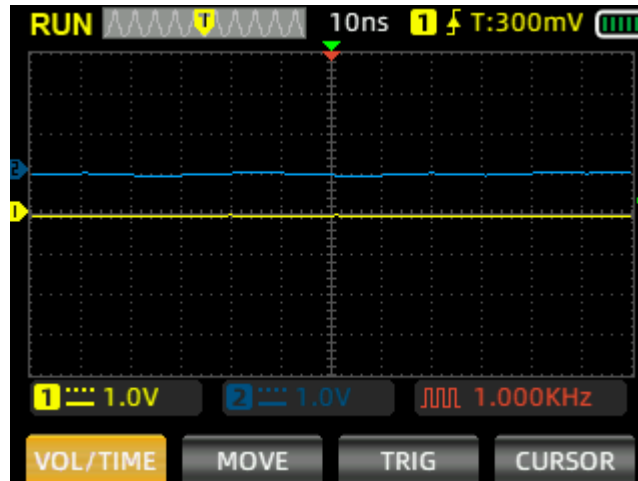 RUN T 10ns 1 T:300mV
2
1
1 1.0V 2 1.0V 1.000KHz
VOL/TIME MOVE TRIG CURSOR